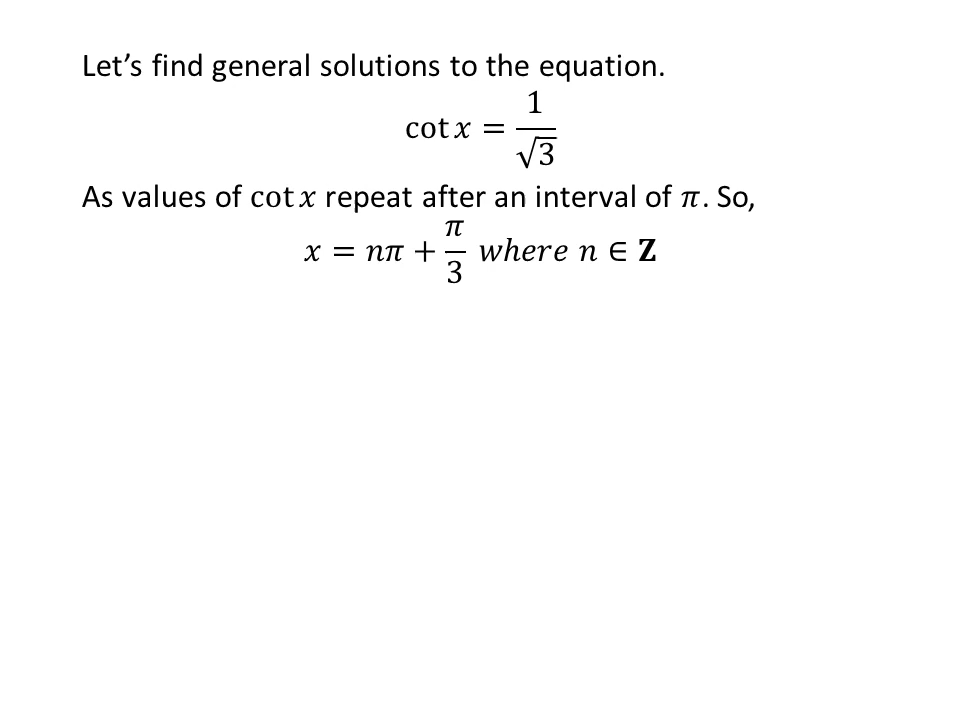 Let’s find general solutions to the equation.
cot 𝑥 = 1/√3
As values of cot 𝑥 repeat after an interval of 𝜋. So,
𝑥 = 𝑛𝜋 + 𝜋/3 𝑤ℎ𝑒𝑟𝑒 𝑛 ∈ 𝐙